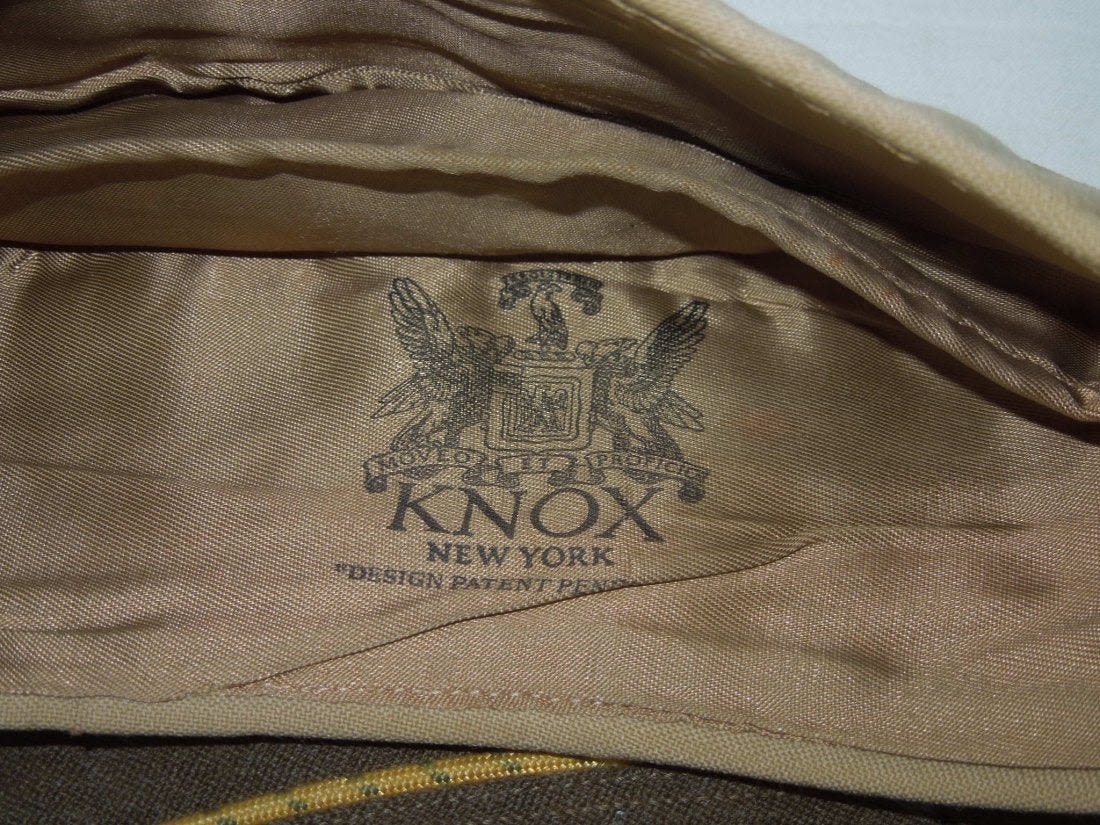 MOVEO ET PROFICIO
KNOX
NEW YORK
"DESIGN PATENT